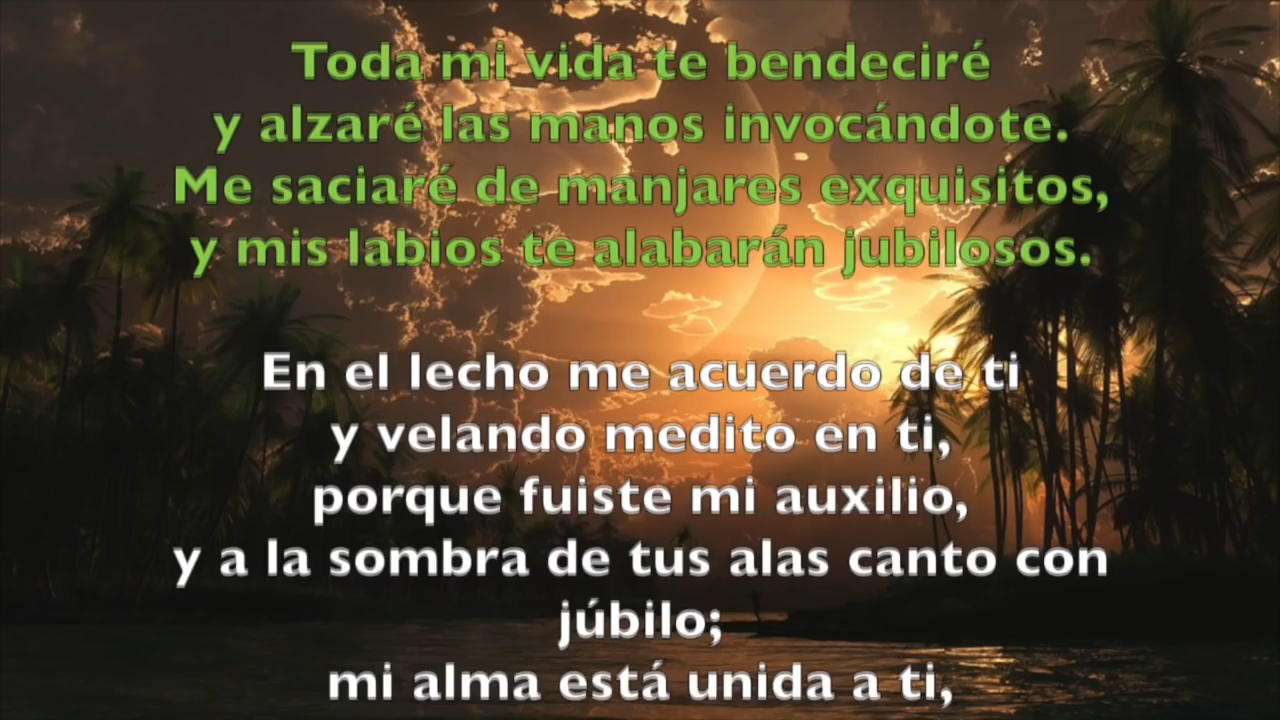 Toda mi vida te bendeciré
y alzaré las manos invocándote.
Me saciaré de manjares exquisitos,
y mis labios te alabarán jubilosos.
En el lecho me acuerdo de ti
y velando medito en ti,
porque fuiste mi auxilio,
y a la sombra de tus alas canto con
júbilo;
mi alma está unida a ti,